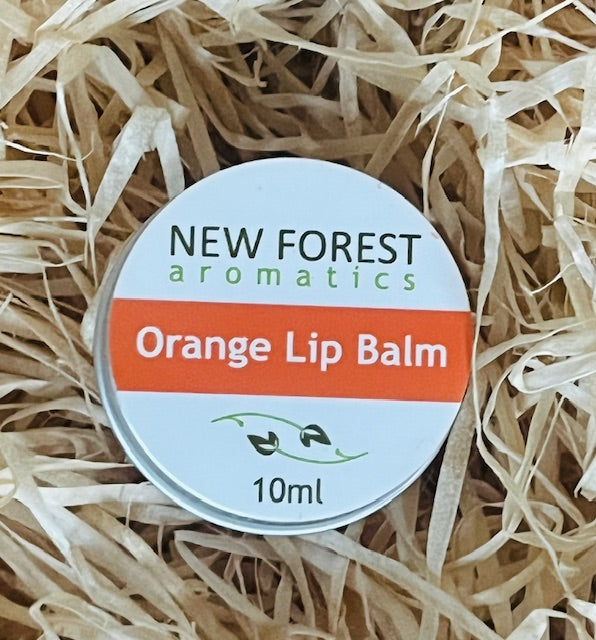 NEW FOREST
aromatics
Orange Lip Balm
10ml